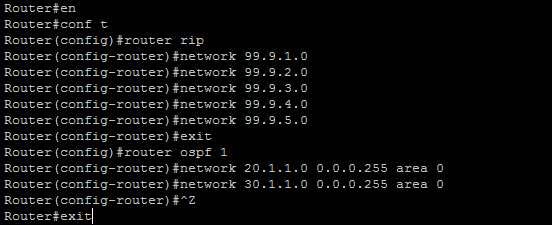 Router#en
Router#conf t
Router(config)#router rip
Router(config-router)#network 99.9.1.0
Router(config-router)#network 99.9.2.0
Router(config-router)#network 99.9.3.0
Router(config-router)#network 99.9.4.0
Router(config-router)#network 99.9.5.0
Router(config-router)#exit
Router(config)#router ospf 1
Router(config-router)#network 20.1.1.0 0.0.0.255 area 0
Router(config-router)#network 30.1.1.0 0.0.0.255 area 0
Router(config-router)#^Z
Router#exit